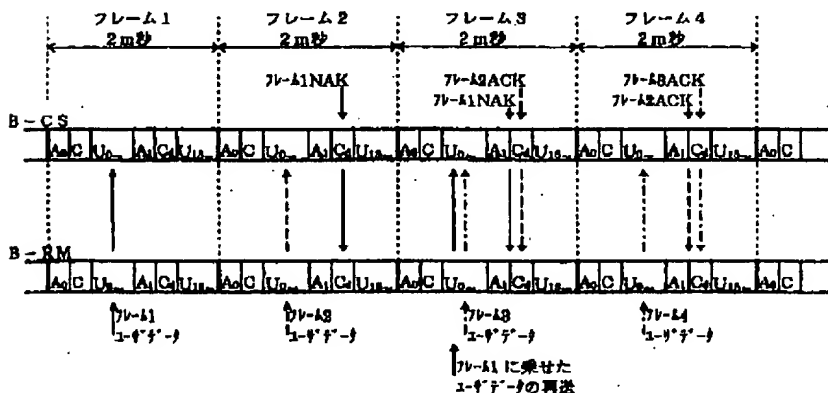 フレーム1 フレーム2 フレーム3 フレーム4
2m秒 2m秒 2m秒 2m秒
ﾌﾚｰﾑ1NAK ﾌﾚｰﾑ2ACK ﾌﾚｰﾑ3ACK
ﾌﾚｰﾑ1NAK ﾌﾚｰﾑ2ACK
B-CS
A0 C U0~ A1 C4 U18~ A0 C U0~ A1 C4 U18~ A0 C U0~ A1 C4 U18~ A0 C U0~ A1 C4 U18~ A0 C
B-RM
A0 C U0~ A1 C4 U18~ A0 C U0~ A1 C4 U18~ A0 C U0~ A1 C4 U18~ A0 C U0~ A1 C4 U18~ A0 C
ﾌﾚｰﾑ1 ﾌﾚｰﾑ2 ﾌﾚｰﾑ3 ﾌﾚｰﾑ4
ﾕｰｻﾞﾃﾞｰﾀ ﾕｰｻﾞﾃﾞｰﾀ ﾕｰｻﾞﾃﾞｰﾀ ﾕｰｻﾞﾃﾞｰﾀ
ﾌﾚｰﾑ1に乗せた
ﾕｰｻﾞﾃﾞｰﾀの再送